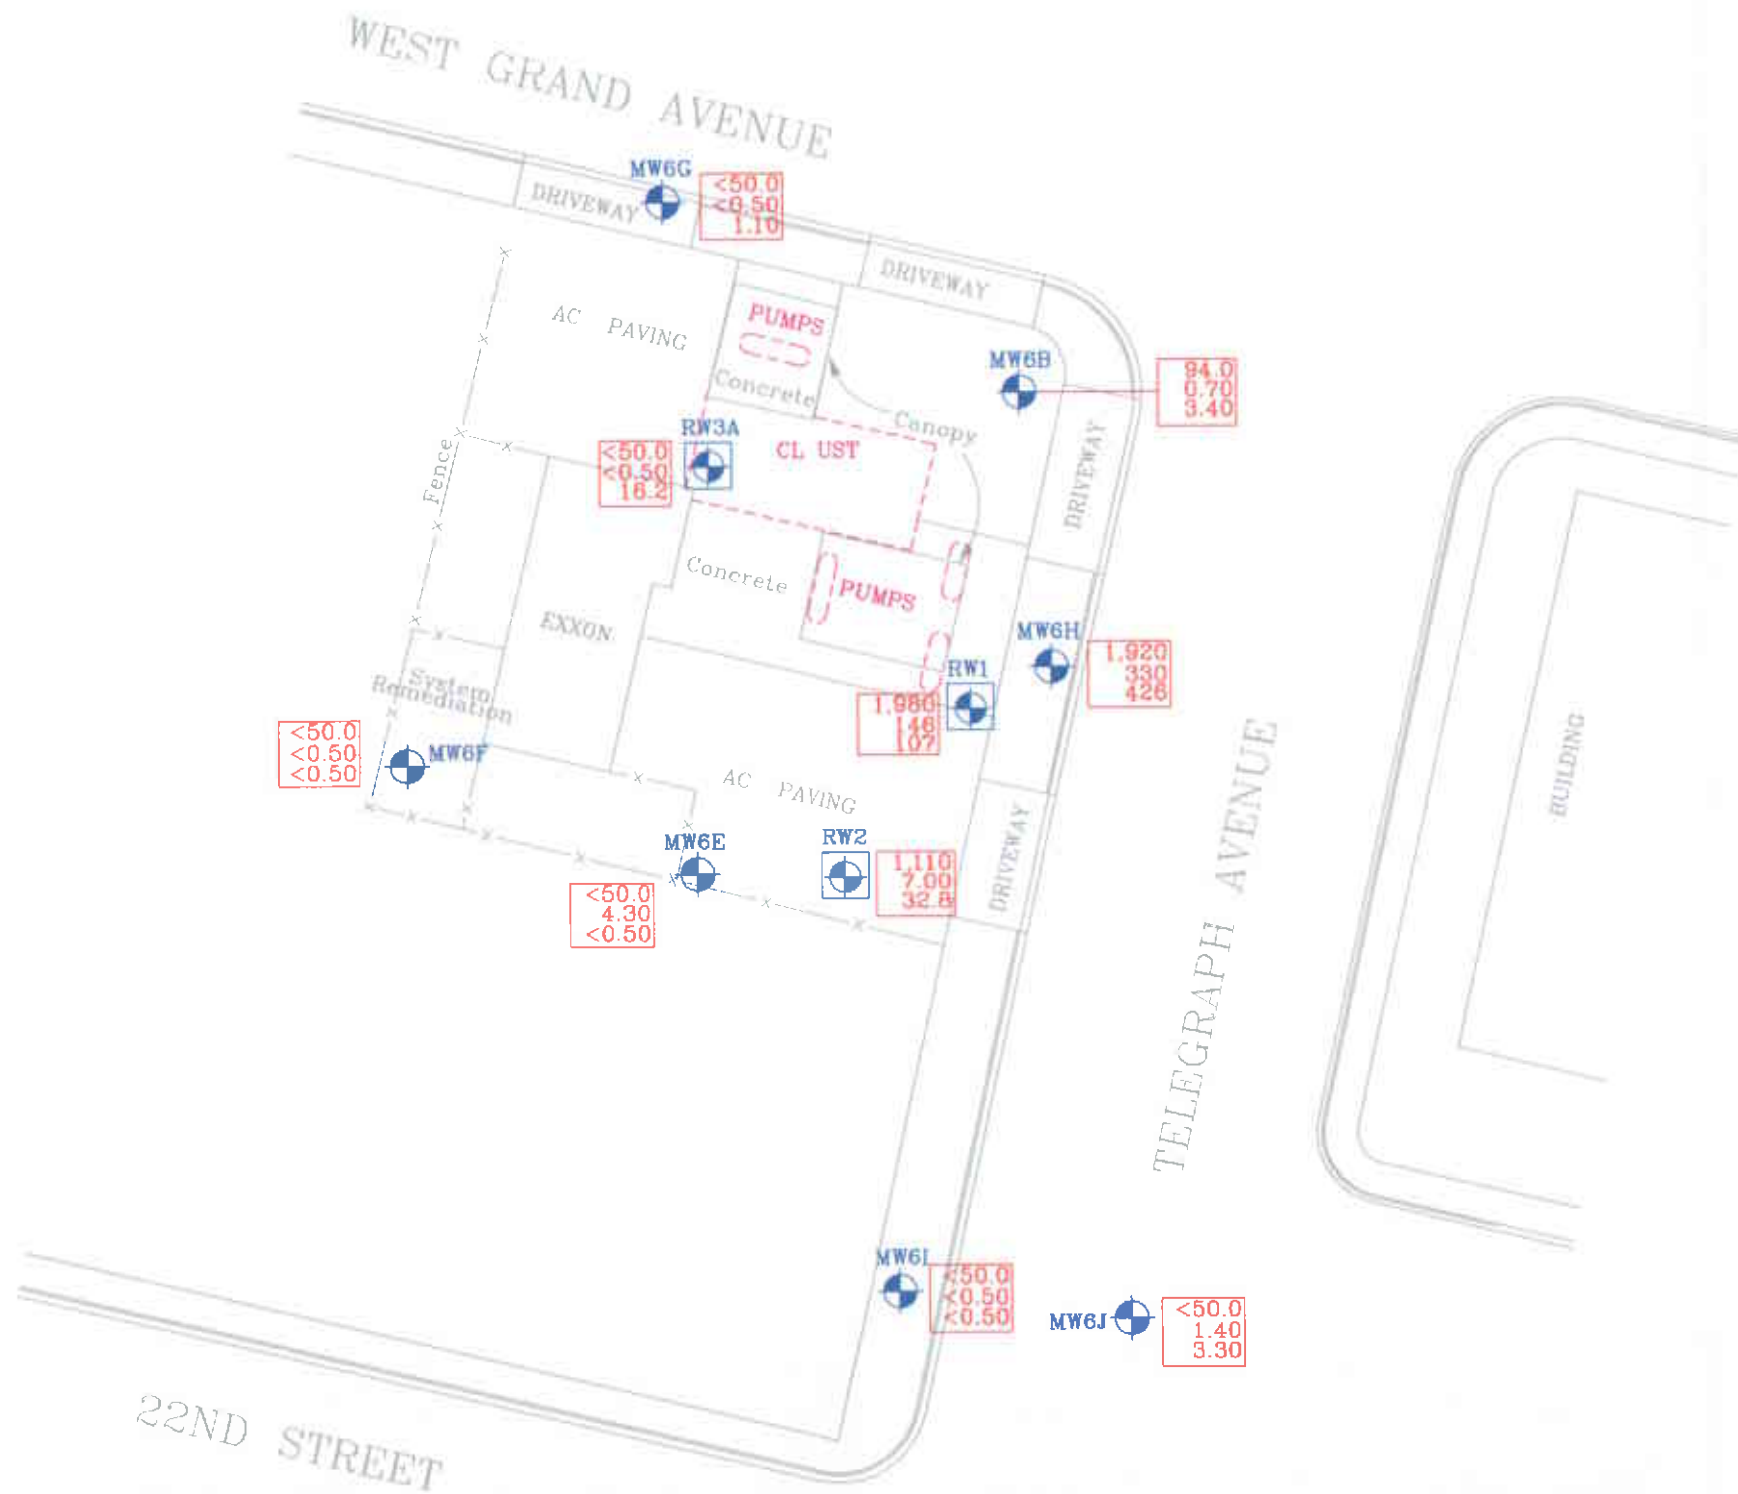 WEST GRAND AVENUE
MW6G
<50.0
<0.50
1.10
DRIVEWAY
DRIVEWAY
AC PAVING
PUMPS
Concrete
MW6B
94.0
0.70
3.40
Canopy
RW3A
<50.0
<0.50
16.2
CL UST
DRIVEWAY
Fence
Concrete
PUMPS
EXXON
MW6H
1,920
330
426
RW1
1,980
146
107
System
Remediation
<50.0
<0.50
<0.50
MW6F
AC PAVING
BUILDING
MW6E
<50.0
4.30
<0.50
RW2
1,110
7.00
32.8
DRIVEWAY
TELEGRAPH AVENUE
MW6I
<50.0
<0.50
<0.50
MW6J
<50.0
1.40
3.30
22ND STREET